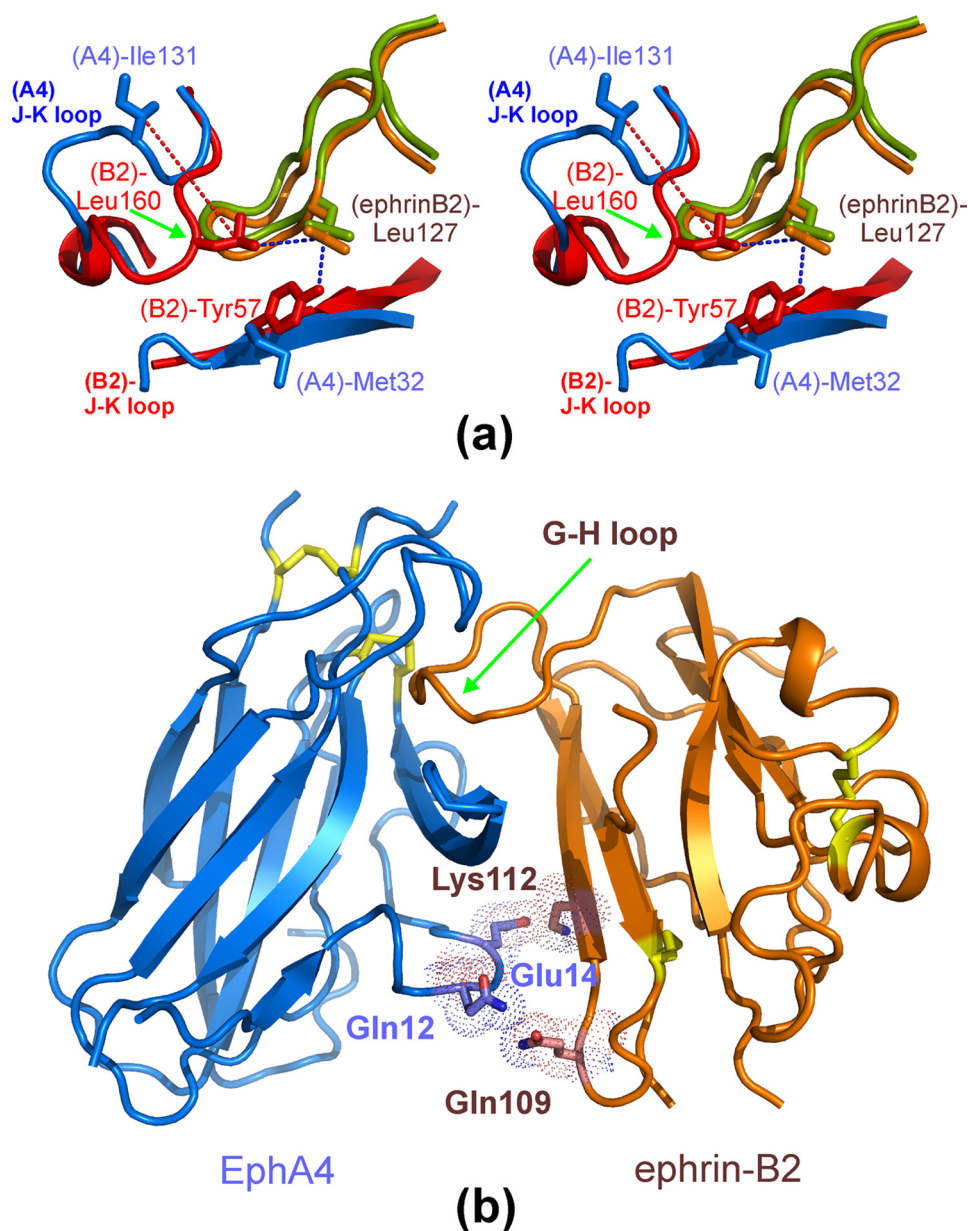 (A4)-Ile131
(A4)
J-K loop
(B2)-
Leu160
(ephrinB2)-
Leu127
(B2)-Tyr57
(B2)-
J-K loop
(A4)-Met32
(A4)-Ile131
(A4)
J-K loop
(B2)-
Leu160
(ephrinB2)-
Leu127
(B2)-Tyr57
(B2)-
J-K loop
(A4)-Met32
(a)
G-H loop
Lys112
Glu14
Gln12
Gln109
EphA4
ephrin-B2
(b)